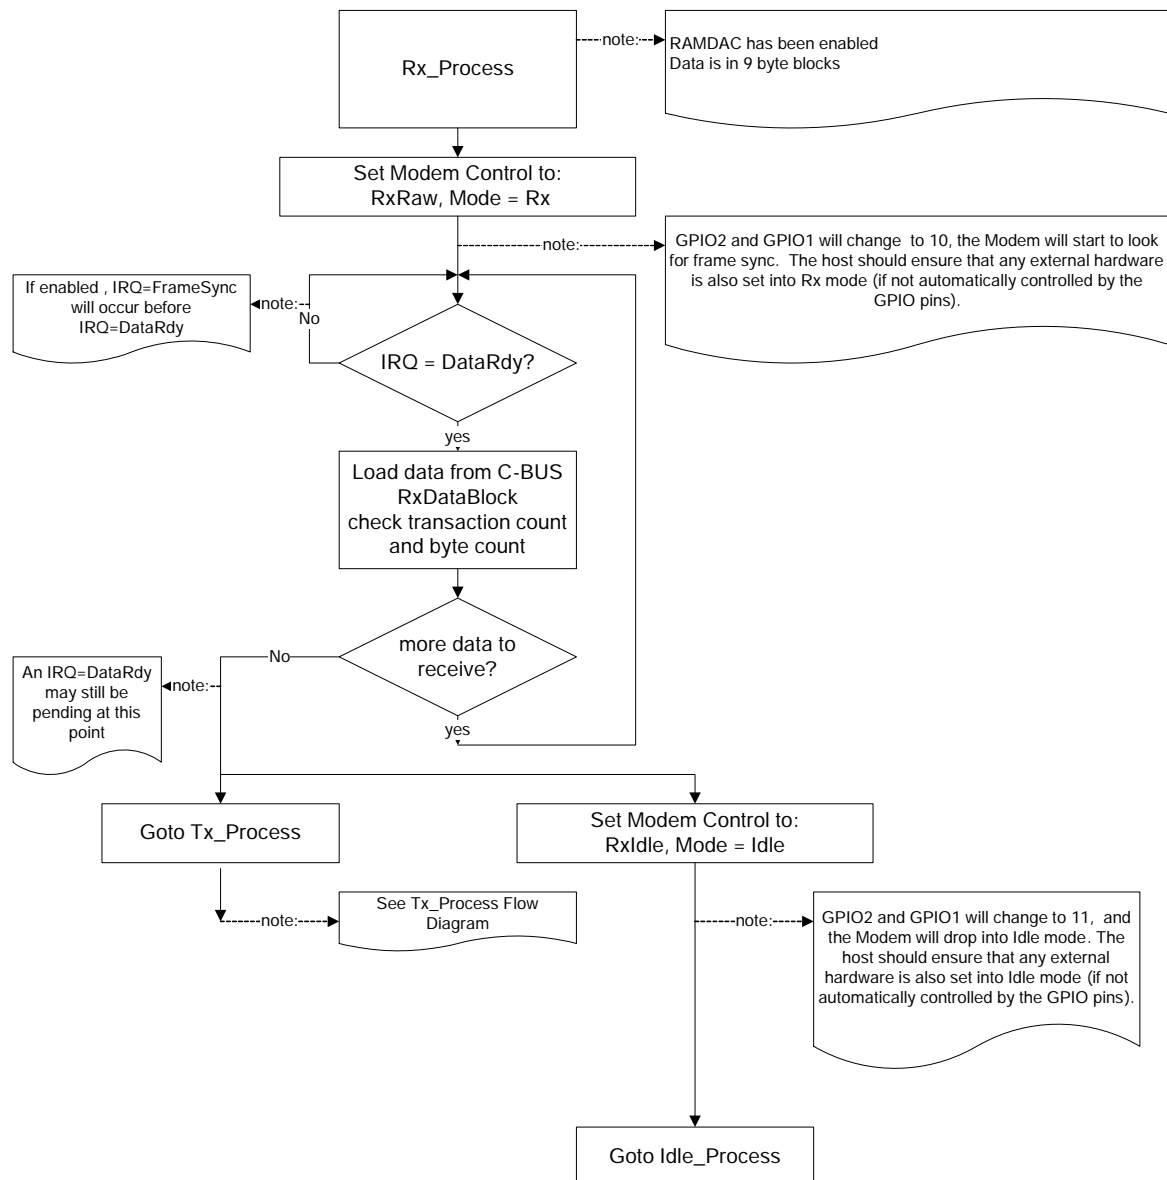 Rx_Process
note:
RAMDAC has been enabled
Data is in 9 byte blocks
Set Modem Control to:
RxRaw, Mode = Rx
note:
GPIO2 and GPIO1 will change to 10, the Modem will start to look
for frame sync. The host should ensure that any external hardware
is also set into Rx mode (if not automatically controlled by the
GPIO pins).
If enabled , IRQ=FrameSync
will occur before
IRQ=DataRdy
note:
No
IRQ = DataRdy?
yes
Load data from C-BUS
RxDataBlock
check transaction count
and byte count
more data to
receive?
No
yes
An IRQ=DataRdy
may still be
pending at this
point
note:
Goto Tx_Process
Set Modem Control to:
RxIdle, Mode = Idle
note:
See Tx_Process Flow
Diagram
note:
GPIO2 and GPIO1 will change to 11, and
the Modem will drop into Idle mode. The
host should ensure that any external
hardware is also set into Idle mode (if not
automatically controlled by the GPIO pins).
Goto Idle_Process